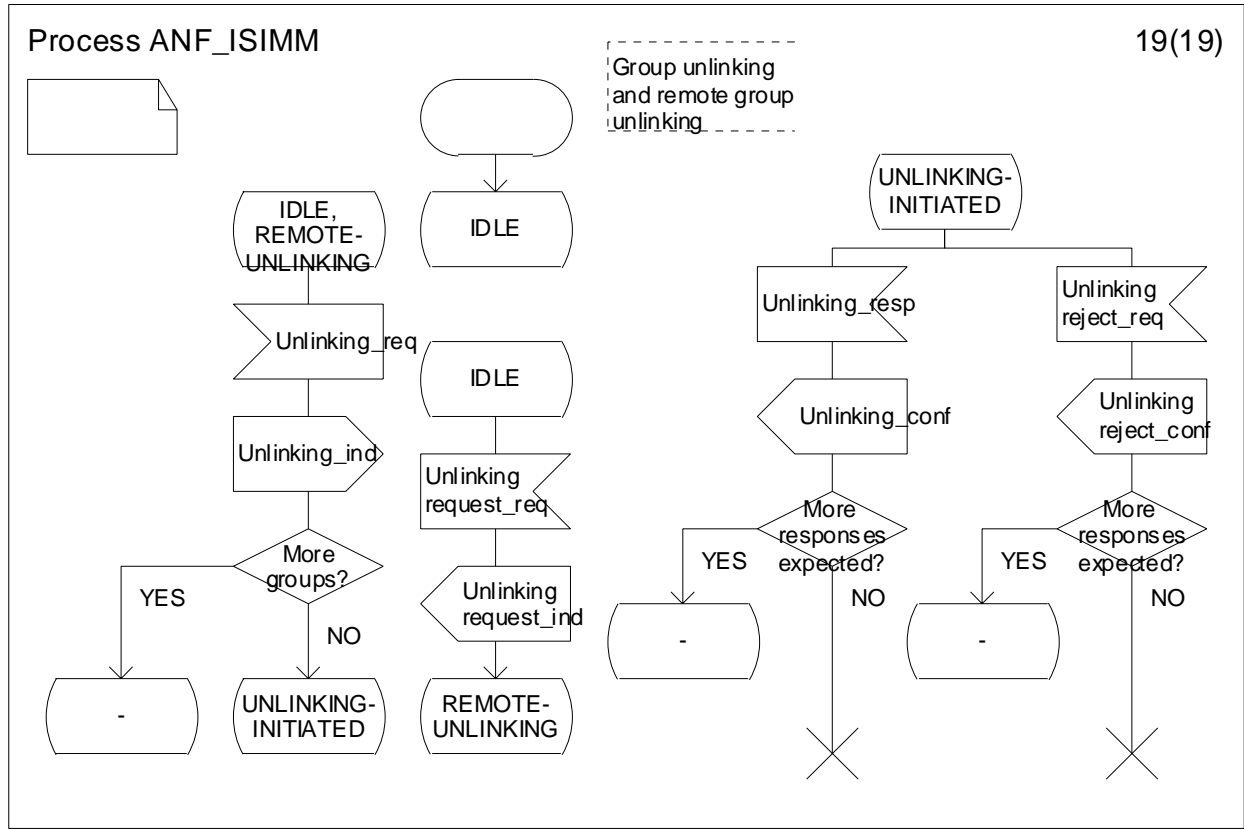 Process ANF_ISIMM
19(19)
Group unlinking
and remote group
unlinking
IDLE,
REMOTE-
UNLINKING
Unlinking_req
Unlinking_ind
More
groups?
YES
NO
-
UNLINKING-
INITIATED
IDLE
IDLE
Unlinking
request_req
Unlinking
request_ind
REMOTE-
UNLINKING
UNLINKING-
INITIATED
Unlinking_resp
Unlinking_conf
More
responses
expected?
YES
NO
-
Unlinking
reject_req
Unlinking
reject_conf
More
responses
expected?
YES
NO
-